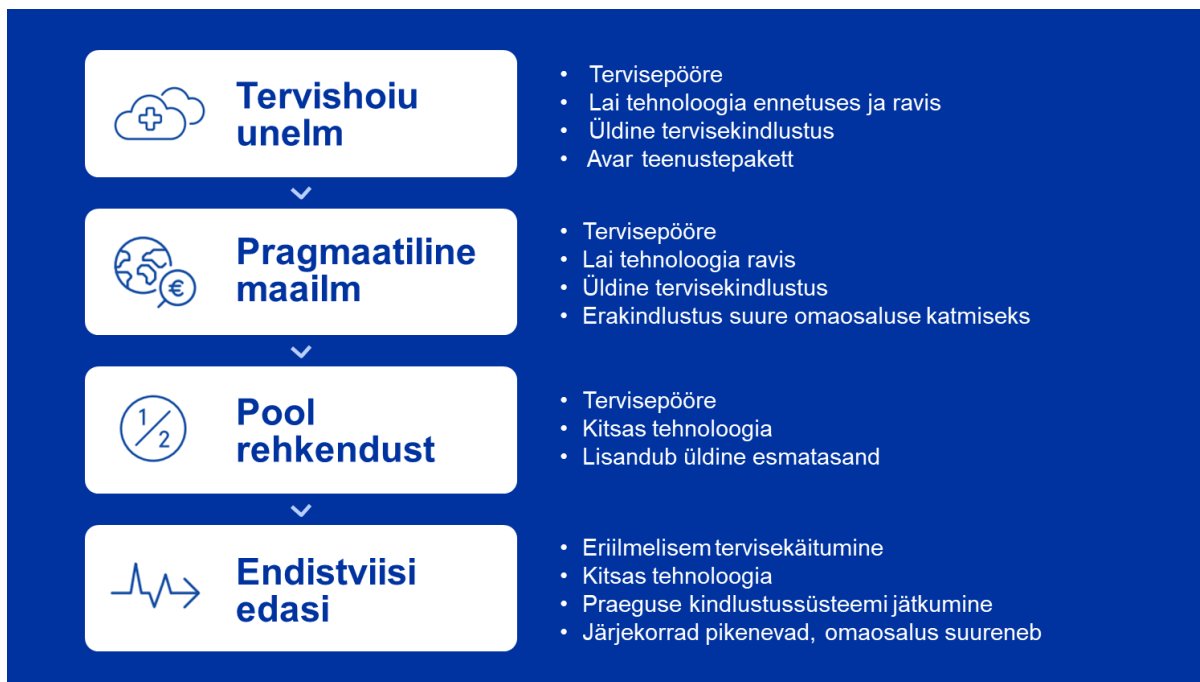 Tervishoiu
unelm
• Tervisepööre
• Lai tehnoloogia ennetuses ja ravis
• Üldine tervisekindlustus
• Avar teenustepakett
Pragmaatiline
maailm
€
• Tervisepööre
• Lai tehnoloogia ravis
• Üldine tervisekindlustus
• Erakindlustus suure omaosaluse katmiseks
1/2
Pool
rehkendust
• Tervisepööre
• Kitsas tehnoloogia
• Lisandub üldine esmatasand
Endistviisi
edasi
• Eriilmelisem tervisekäitumine
• Kitsas tehnoloogia
• Praeguse kindlustussüsteemi jätkumine
• Järjekorrad pikenevad, omaosalus suureneb